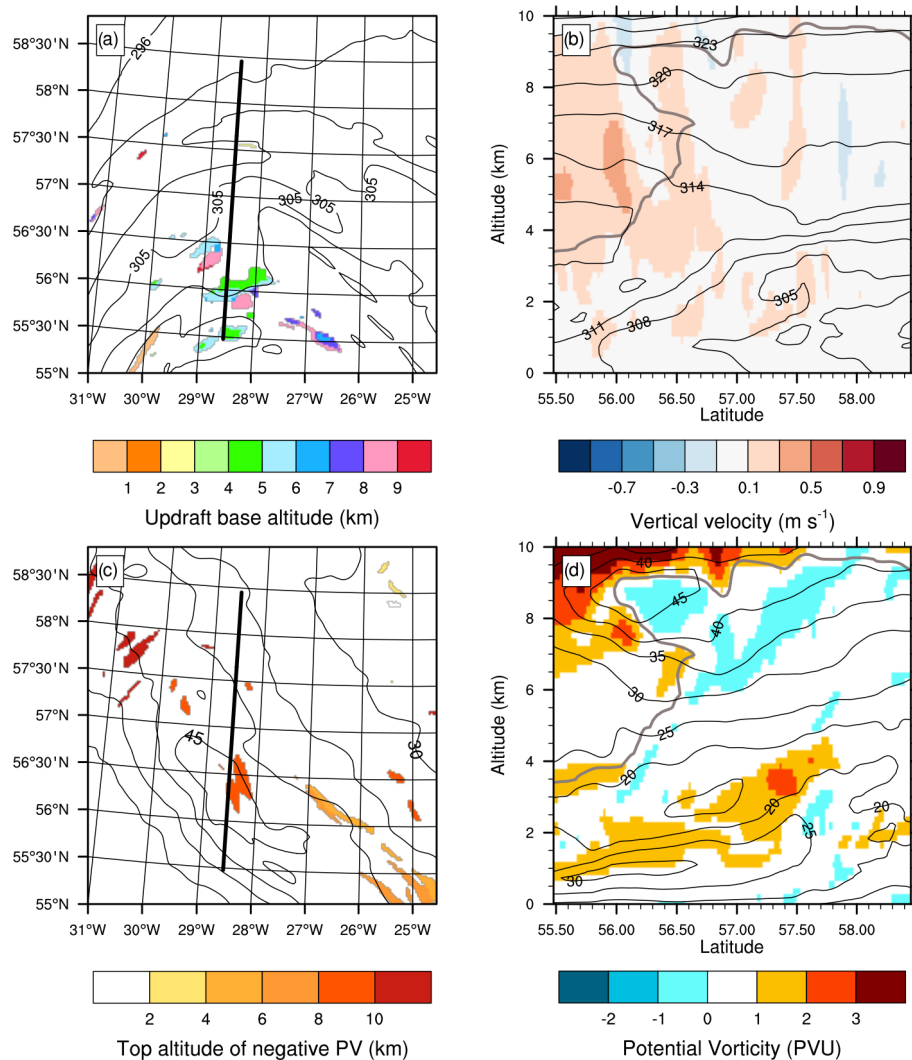 (a)
58°30'N
58°N
57°30'N
57°N
56°30'N
56°N
55°30'N
55°N
31°W 30°W 29°W 28°W 27°W 26°W 25°W
296
305
305
305
305
305
1 2 3 4 5 6 7 8 9
Updraft base altitude (km)
(b)
10
8
6
4
2
0
Altitude (km)
323
320
317
314
311
308
305
55.50 56.00 56.50 57.00 57.50 58.00
Latitude
-0.7 -0.3 0.1 0.5 0.9
Vertical velocity (m s⁻¹)
(c)
58°30'N
58°N
57°30'N
57°N
56°30'N
56°N
55°30'N
55°N
31°W 30°W 29°W 28°W 27°W 26°W 25°W
45
30
2 4 6 8 10
Top altitude of negative PV (km)
(d)
10
8
6
4
2
0
Altitude (km)
40
45
40
35
30
25
20
20
20
25
30
55.50 56.00 56.50 57.00 57.50 58.00
Latitude
-2 -1 0 1 2 3
Potential Vorticity (PVU)